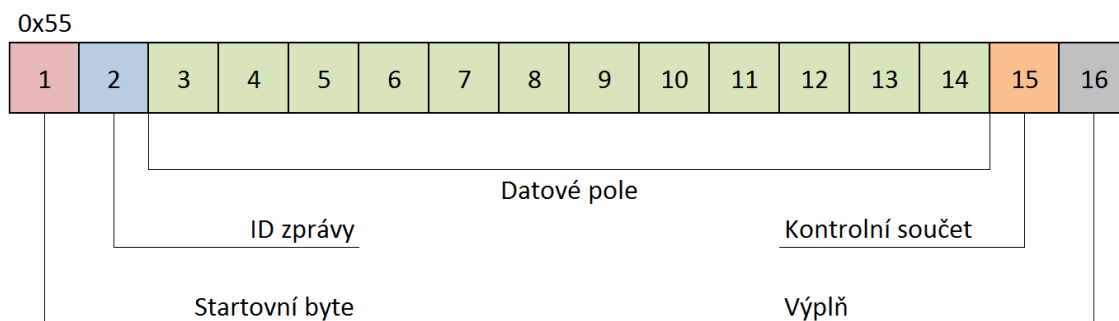 0x55
1 2 3 4 5 6 7 8 9 10 11 12 13 14 15 16
Datové pole
ID zprávy Kontrolní součet
Startovní byte Výplň